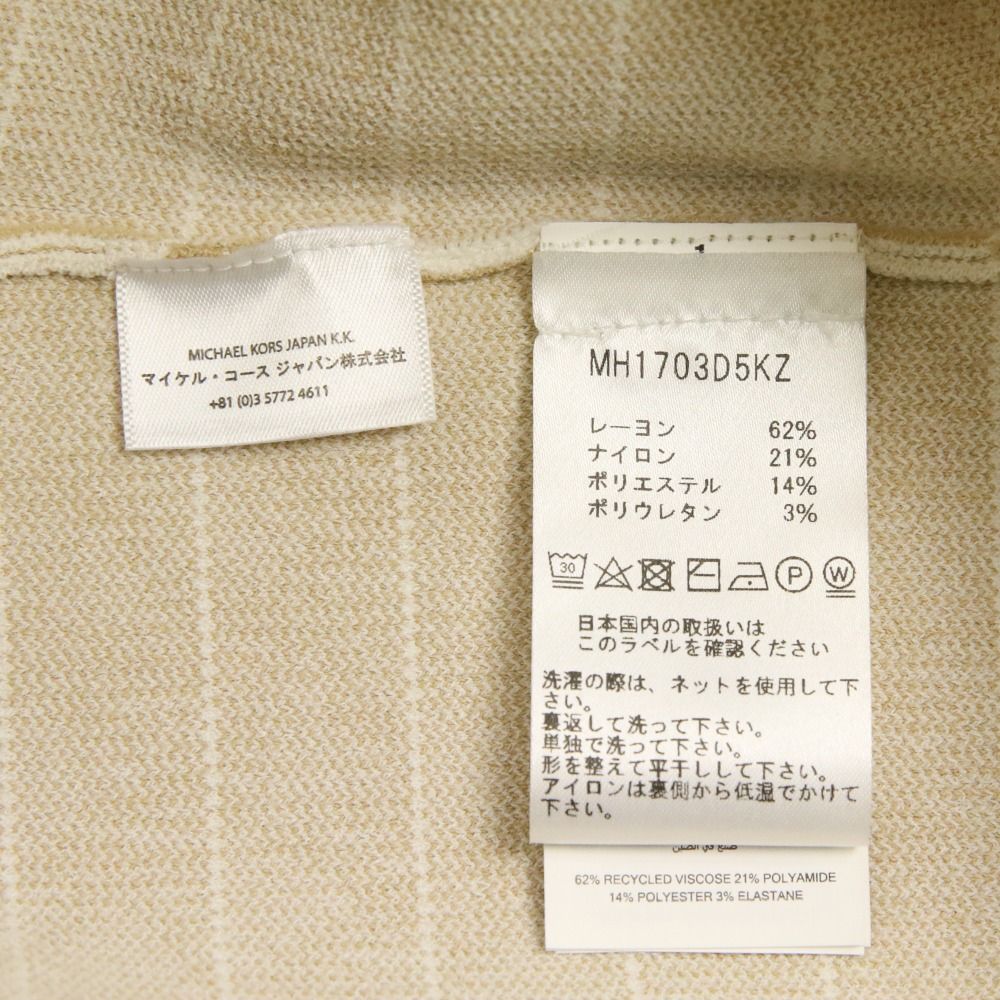 MICHAEL KORS JAPAN K.K.
マイケル・コース ジャパン株式会社
+81 (0)3 5772 4611
MH1703D5KZ
レーヨン 62%
ナイロン 21%
ポリエステル 14%
ポリウレタン 3%
30
P
W
日本国内の取扱いは
このラベルを確認ください
洗濯の際は、ネットを使用して下
さい。
裏返して洗って下さい。
単独で洗って下さい。
形を整えて平干しして下さい。
アイロンは裏側から低温でかけて
下さい。
صنع في الصين
62% RECYCLED VISCOSE 21% POLYAMIDE
14% POLYESTER 3% ELASTANE